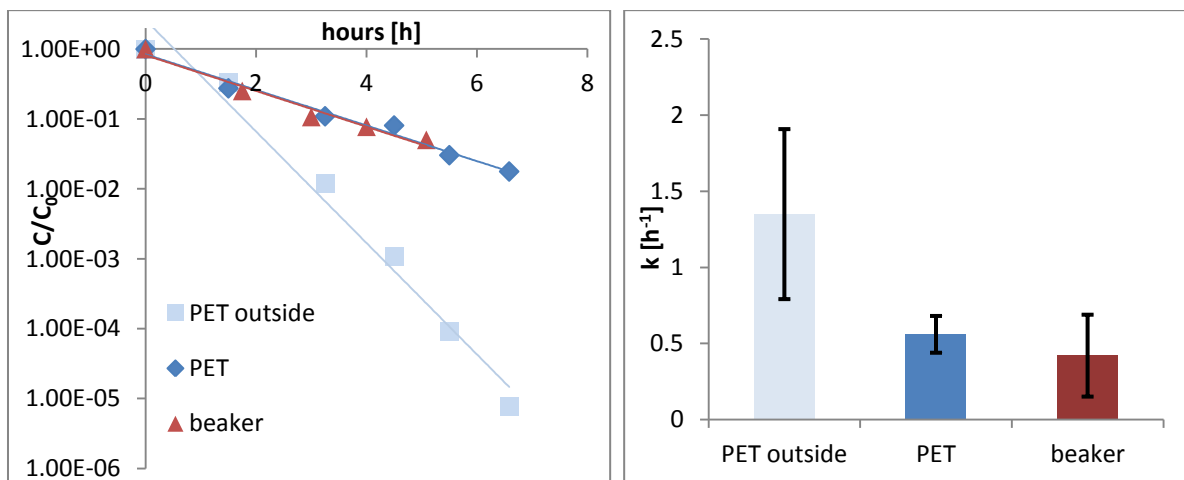 hours [h]
1.00E+00
0 2 4 6 8
1.00E-01
1.00E-02
C/C₀
1.00E-03
PET outside
1.00E-04
PET
1.00E-05
beaker
1.00E-06
2.5
2
1.5
k [h⁻¹]
1
0.5
0
PET outside PET beaker